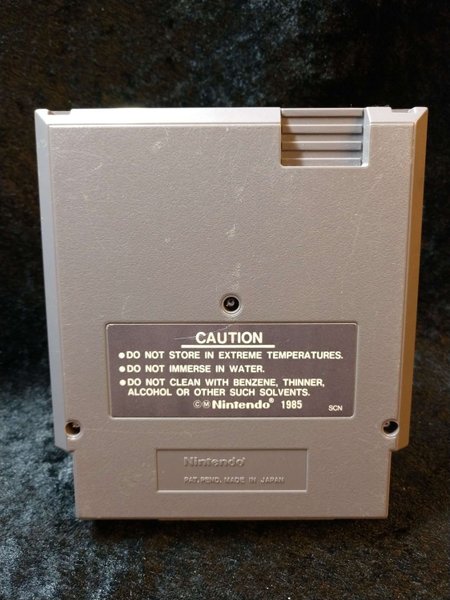 CAUTION
●DO NOT STORE IN EXTREME TEMPERATURES.
●DO NOT IMMERSE IN WATER.
●DO NOT CLEAN WITH BENZENE, THINNER,
ALCOHOL OR OTHER SUCH SOLVENTS.
©Ⓜ Nintendo® 1985 SCN
Nintendo®
PAT. PEND. MADE IN JAPAN